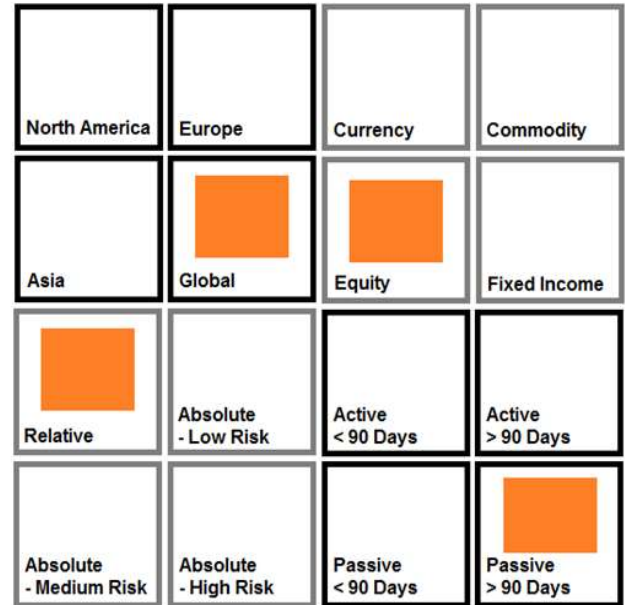 North America
Europe
Currency
Commodity
Asia
Global
Equity
Fixed Income
Relative
Absolute
- Low Risk
Active
< 90 Days
Active
> 90 Days
Absolute
- Medium Risk
Absolute
- High Risk
Passive
< 90 Days
Passive
> 90 Days